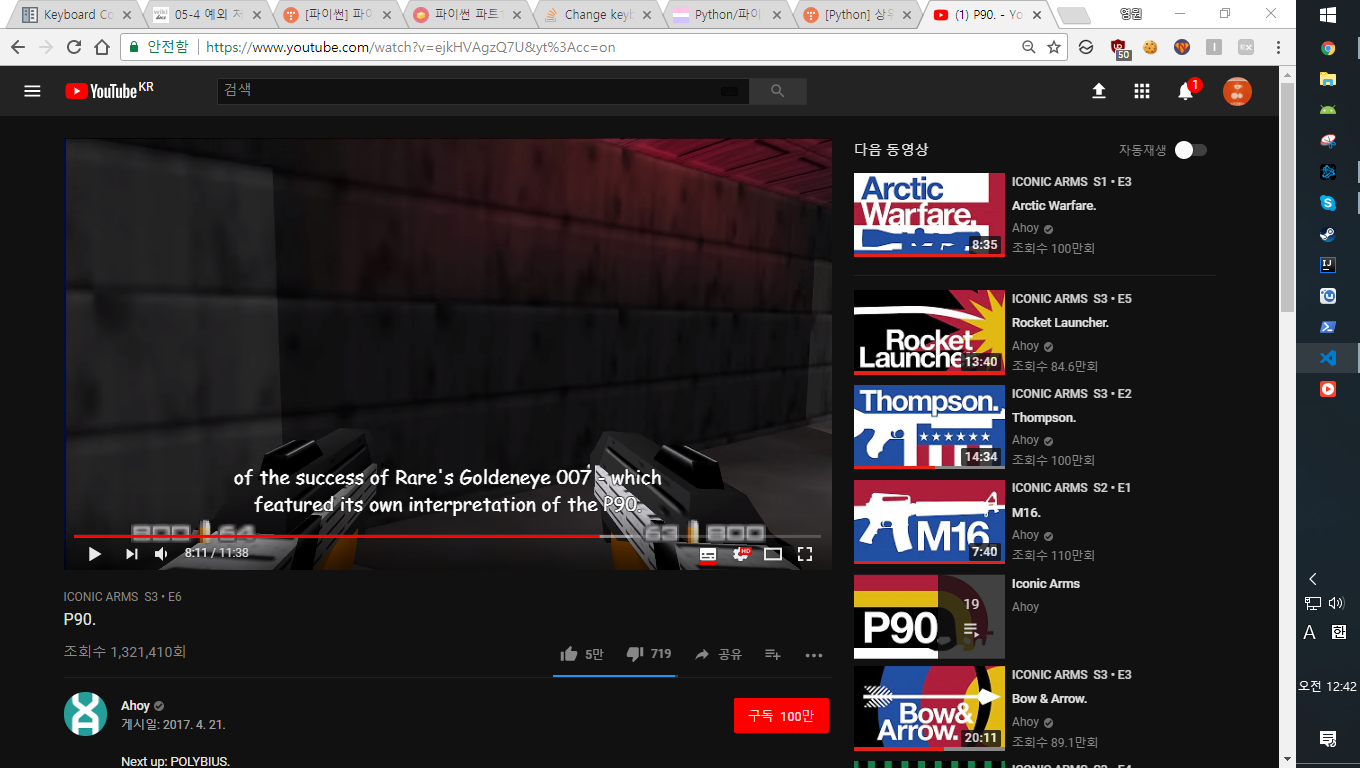 Keyboard Co
05-4 예외 처
[파이썬] 파이
파이썬 파트
Change keyb
Python/파이
[Python] 상위
(1) P90. - Yo
안전함
https://www.youtube.com/watch?v=ejkHVAgzQ7U&yt%3Acc=on
50
YouTube KR
검색
1
of the success of Rare's Goldeneye 007 - which
featured its own interpretation of the P90.
800 64
63 800
8:11 / 11:38
HD
ICONIC ARMS S3 • E6
P90.
조회수 1,321,410회
5만
719
공유
Ahoy
게시일: 2017. 4. 21.
구독 100만
Next up: POLYBIUS.
다음 동영상
자동재생
Arctic
Warfare.
8:35
ICONIC ARMS S1 • E3
Arctic Warfare.
Ahoy
조회수 100만회
Rocket
Launche
13:40
ICONIC ARMS S3 • E5
Rocket Launcher.
Ahoy
조회수 84.6만회
Thompson.
14:34
ICONIC ARMS S3 • E2
Thompson.
Ahoy
조회수 100만회
M16
7:40
ICONIC ARMS S2 • E1
M16.
Ahoy
조회수 110만회
P90
19
Iconic Arms
Ahoy
Bow&
Arrow.
20:11
ICONIC ARMS S3 • E3
Bow & Arrow.
Ahoy
조회수 89.1만회
IJ
A 한
오전 12:42